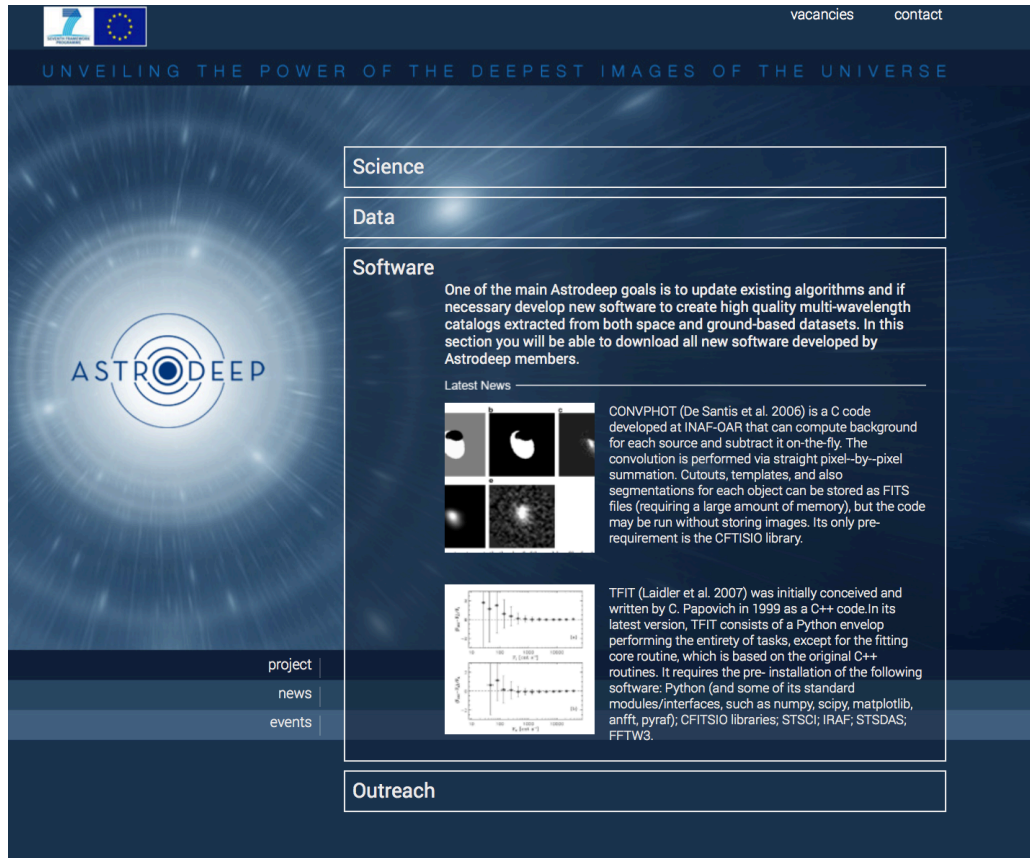 vacancies contact
SEVENTH FRAMEWORK
PROGRAMME
UNVEILING THE POWER OF THE DEEPEST IMAGES OF THE UNIVERSE
Science
Data
Software
One of the main Astrodeep goals is to update existing algorithms and if
necessary develop new software to create high quality multi-wavelength
catalogs extracted from both space and ground-based datasets. In this
section you will be able to download all new software developed by
Astrodeep members.
ASTRODEEP
Latest News
b c
e
CONVPHOT (De Santis et al. 2006) is a C code
developed at INAF-OAR that can compute background
for each source and subtract it on-the-fly. The
convolution is performed via straight pixel--by--pixel
summation. Cutouts, templates, and also
segmentations for each object can be stored as FITS
files (requiring a large amount of memory), but the code
may be run without storing images. Its only pre-
requirement is the CFTISIO library.
TFIT (Laidler et al. 2007) was initially conceived and
written by C. Papovich in 1999 as a C++ code.In its
latest version, TFIT consists of a Python envelop
performing the entirety of tasks, except for the fitting
core routine, which is based on the original C++
routines. It requires the pre- installation of the following
software: Python (and some of its standard
modules/interfaces, such as numpy, scipy, matplotlib,
anfft, pyraf); CFITSIO libraries; STSCI; IRAF; STSDAS;
FFTW3.
10 100 1000 10000
(a)
10 100 1000 10000
(b)
project
news
events
Outreach